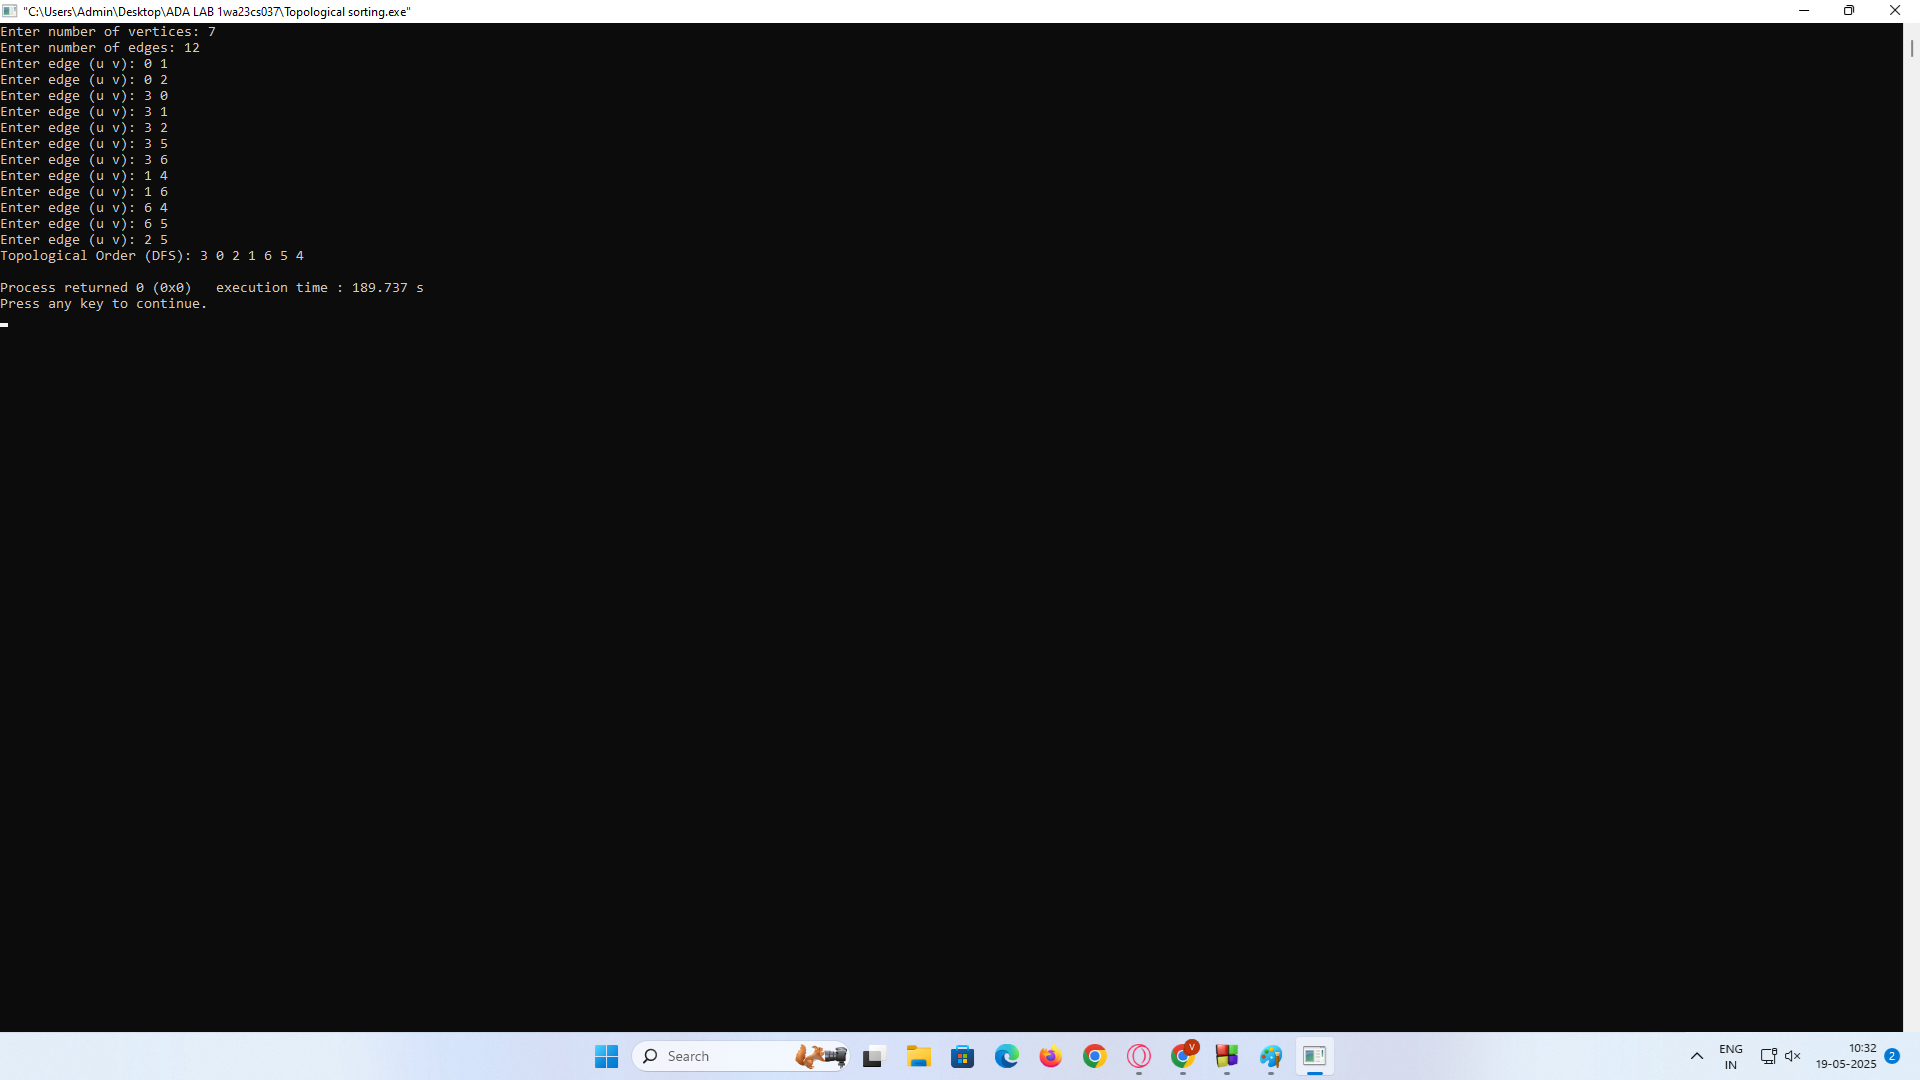 "C:\Users\Admin\Desktop\ADA LAB 1wa23cs037\Topological sorting.exe"
Enter number of vertices: 7
Enter number of edges: 12
Enter edge (u v): 0 1
Enter edge (u v): 0 2
Enter edge (u v): 3 0
Enter edge (u v): 3 1
Enter edge (u v): 3 2
Enter edge (u v): 3 5
Enter edge (u v): 3 6
Enter edge (u v): 1 4
Enter edge (u v): 1 6
Enter edge (u v): 6 4
Enter edge (u v): 6 5
Enter edge (u v): 2 5
Topological Order (DFS): 3 0 2 1 6 5 4
Process returned 0 (0x0)   execution time : 189.737 s
Press any key to continue.
Search
V
ENG
IN
10:32
19-05-2025
2